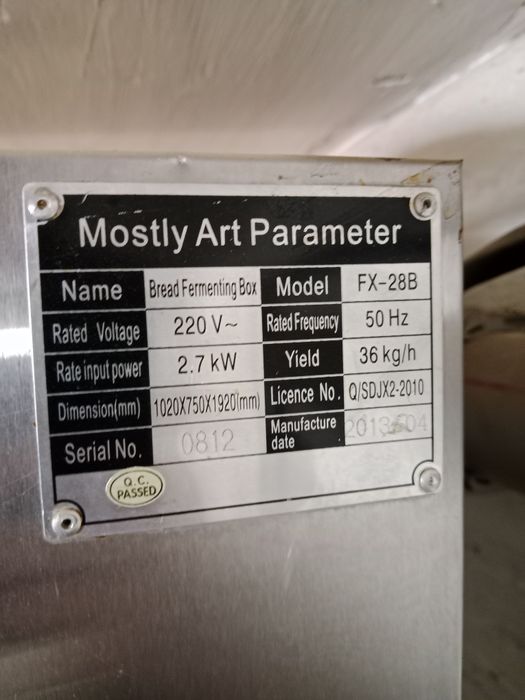 Mostly Art Parameter
Name Bread Fermenting Box Model FX-28B
Rated Voltage 220 V~ Rated Frequency 50 Hz
Rate input power 2.7 kW Yield 36 kg/h
Dimension(mm) 1020X750X1920(mm) Licence No. Q/SDJX2-2010
Serial No. 0812 Manufacture date 2013-04
Q.C.
PASSED